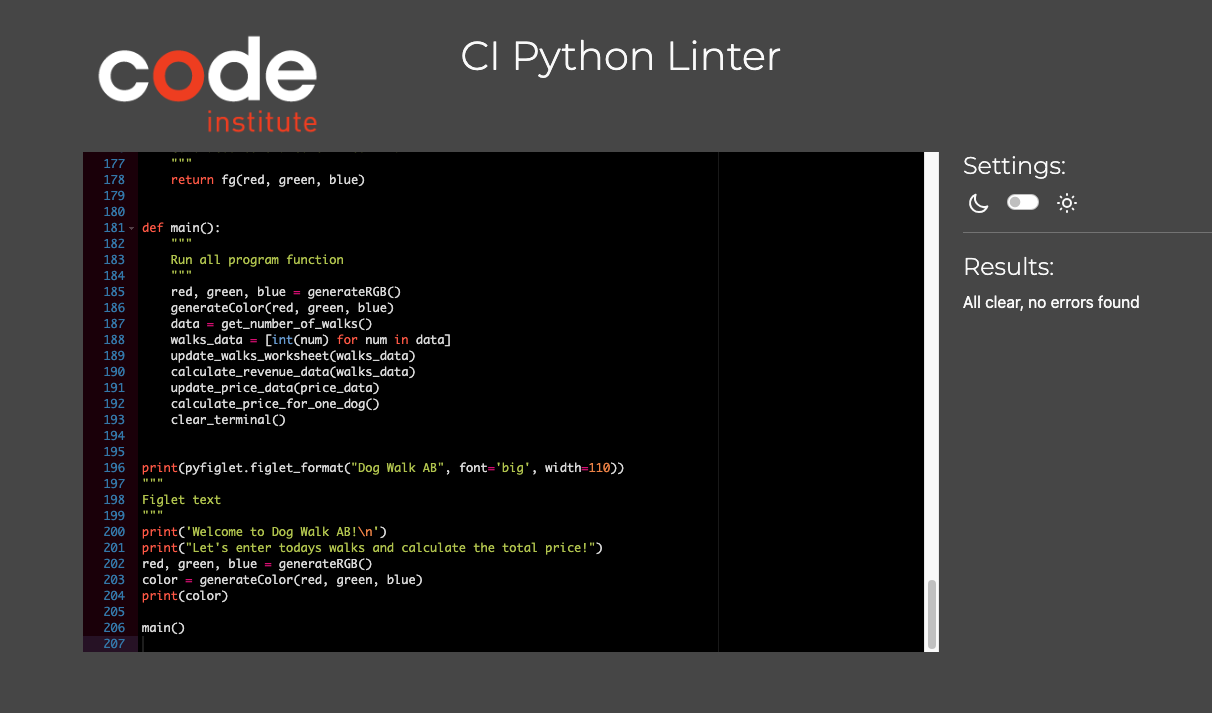 code
institute
CI Python Linter
177     """
178     return fg(red, green, blue)
179
180
181 def main():
182     """
183     Run all program function
184     """
185     red, green, blue = generateRGB()
186     generateColor(red, green, blue)
187     data = get_number_of_walks()
188     walks_data = [int(num) for num in data]
189     update_walks_worksheet(walks_data)
190     calculate_revenue_data(walks_data)
191     update_price_data(price_data)
192     calculate_price_for_one_dog()
193     clear_terminal()
194
195
196 print(pyfiglet.figlet_format("Dog Walk AB", font='big', width=110))
197 """
198 Figlet text
199 """
200 print('Welcome to Dog Walk AB!\n')
201 print("Let's enter todays walks and calculate the total price!")
202 red, green, blue = generateRGB()
203 color = generateColor(red, green, blue)
204 print(color)
205
206 main()
207
Settings:
Results:
All clear, no errors found